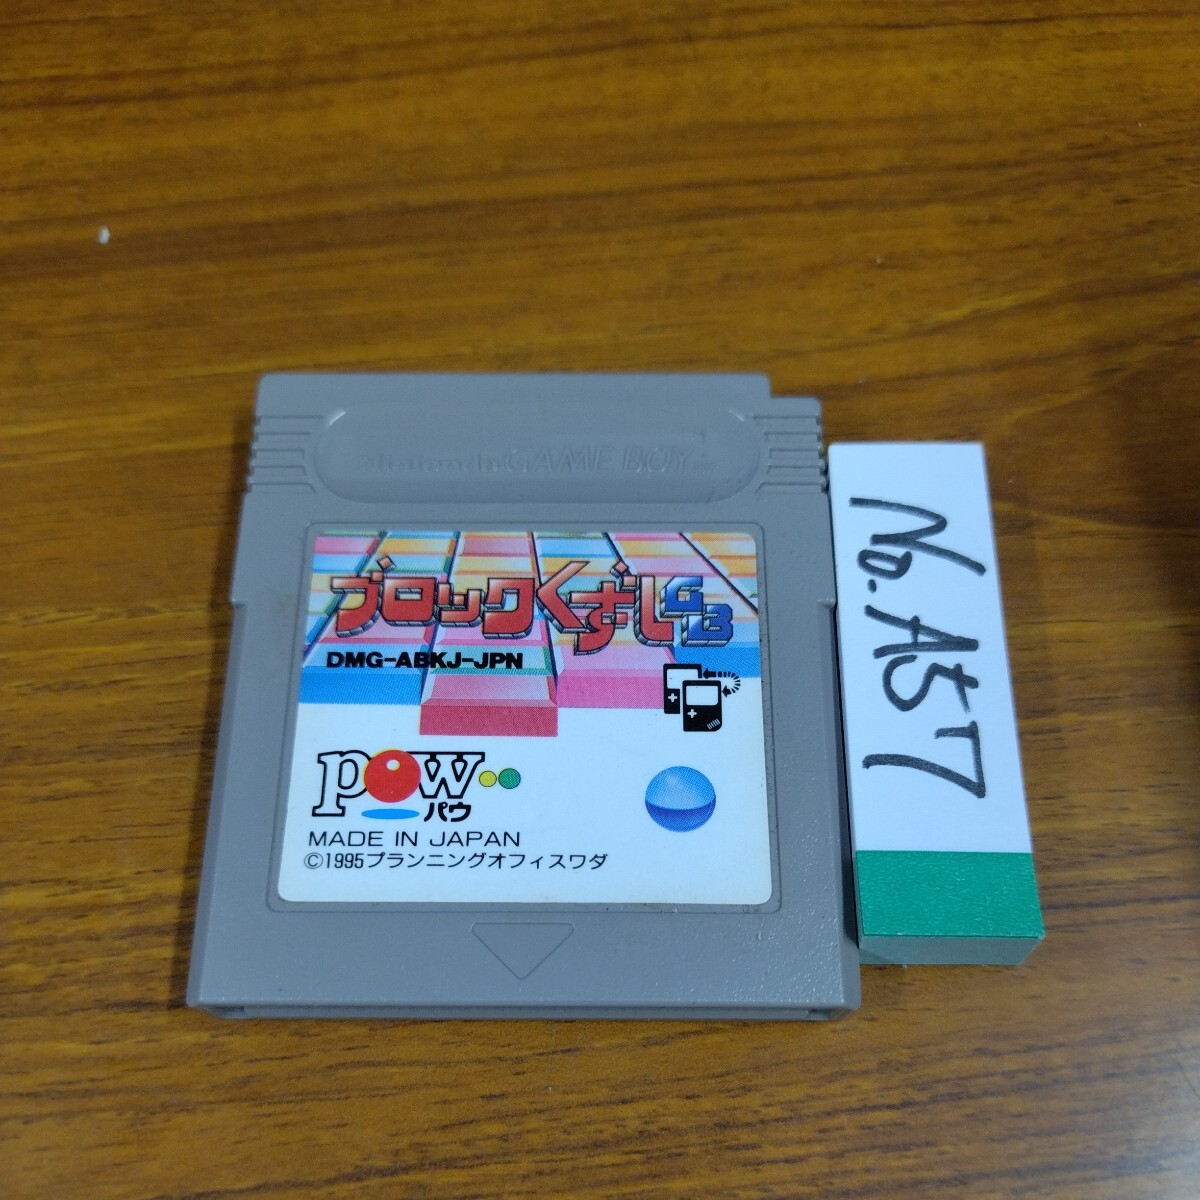 Nintendo GAME BOY TM
ブロックくずしGB
DMG-ABKJ-JPN
pow
パウ
MADE IN JAPAN
©1995プランニングオフィスワダ
No. A57